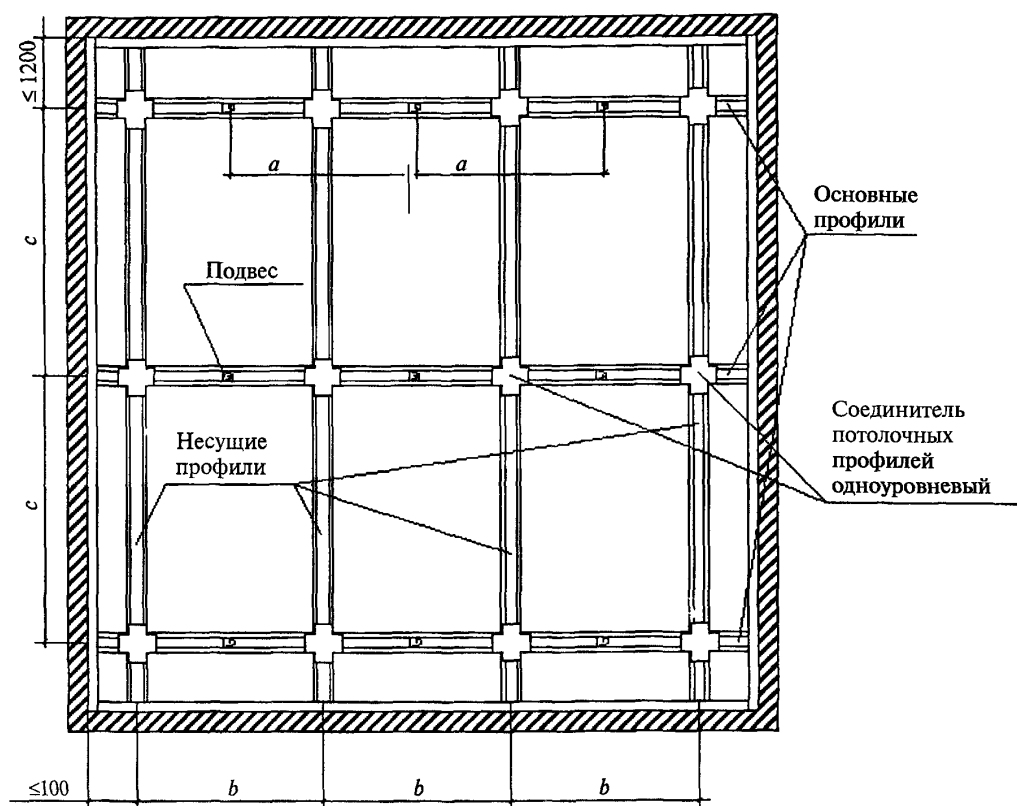 ≤1200
a
a
Основные
профили
c
Подвес
Несущие
профили
Соединитель
потолочных
профилей
одноуровневый
c
≤100
b
b
b